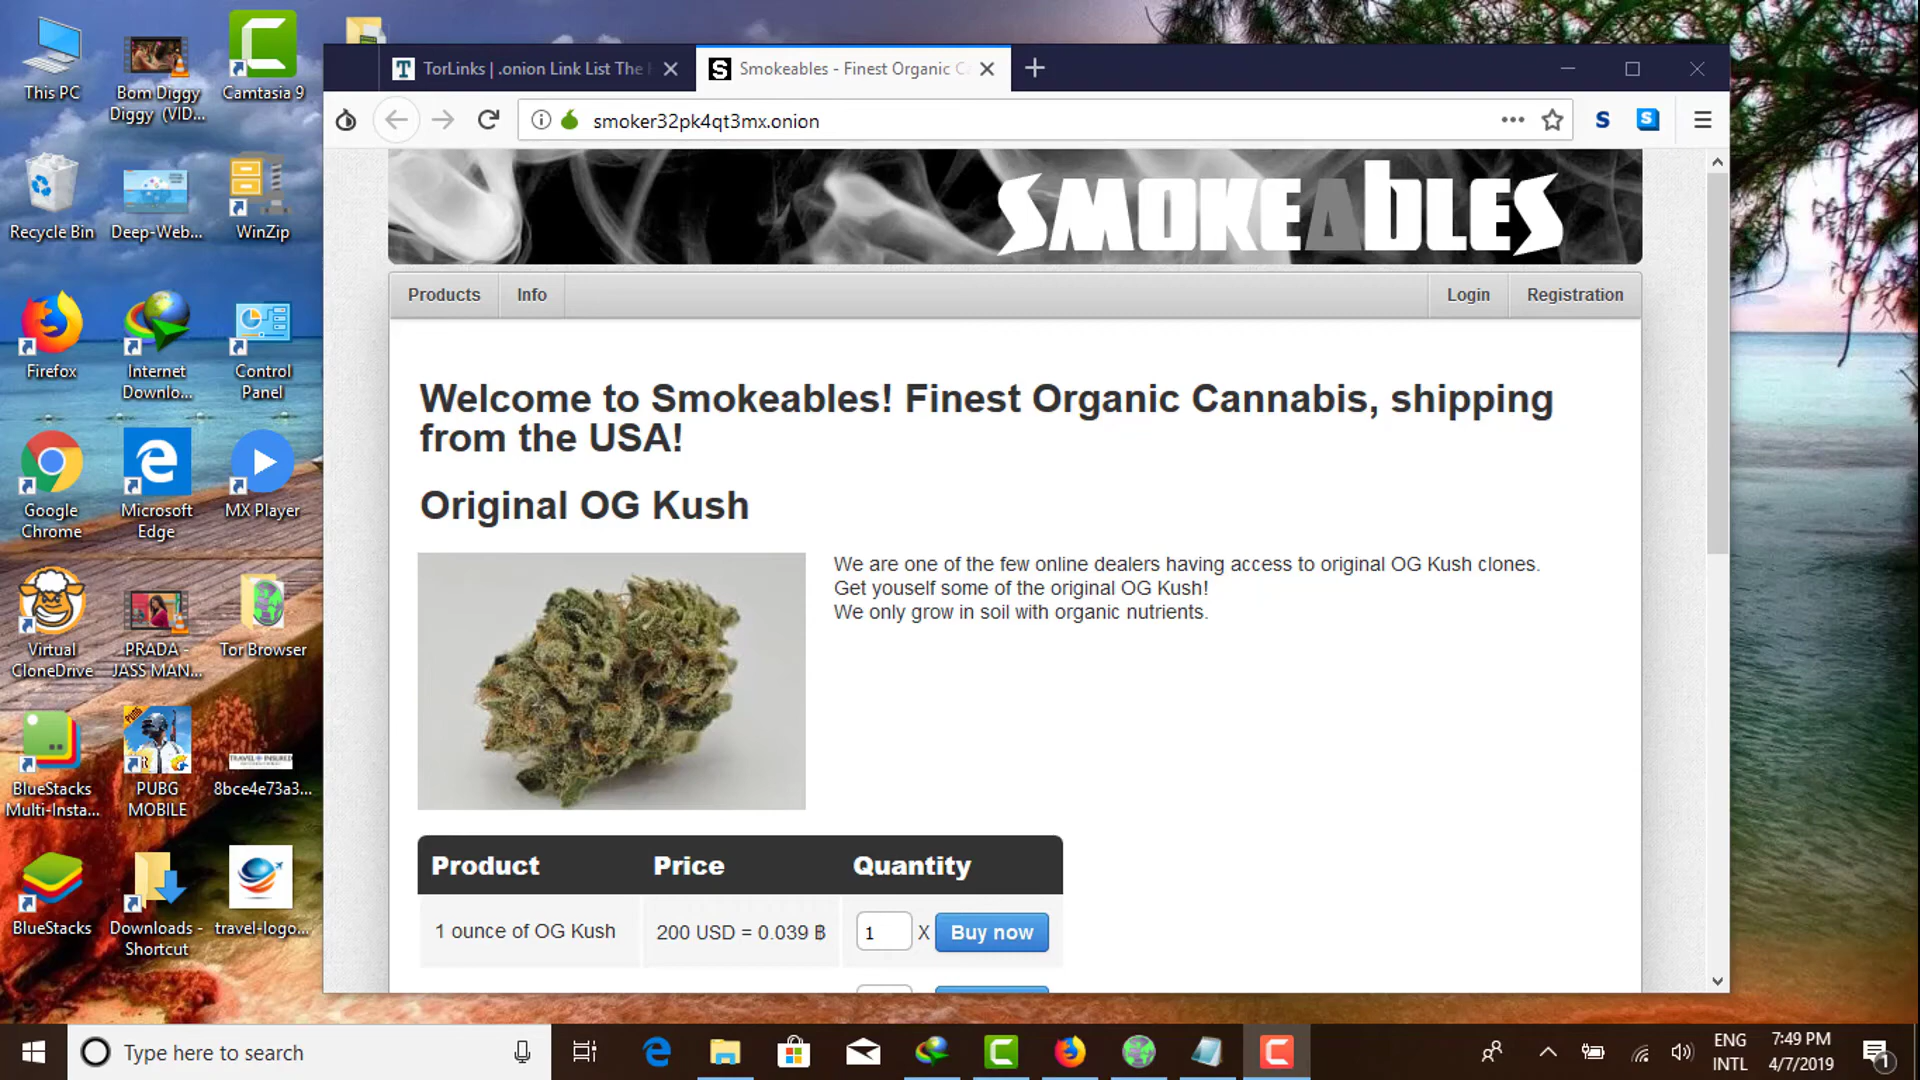 This PC
Bom Diggy
Diggy (VID...
Camtasia 9
Recycle Bin
Deep-Web...
WinZip
Firefox
Internet
Downlo...
Control
Panel
Google
Chrome
Microsoft
Edge
MX Player
Virtual
CloneDrive
PRADA -
JASS MAN...
Tor Browser
BlueStacks
Multi-Insta...
PUBG
MOBILE
TRAVEL INSURED
8bce4e73a3...
BlueStacks
Downloads -
Shortcut
travel-logo...
TorLinks | .onion Link List The
Smokeables - Finest Organic C
smoker32pk4qt3mx.onion
SMOKEAbLES
Products
Info
Login
Registration
Welcome to Smokeables! Finest Organic Cannabis, shipping
from the USA!
Original OG Kush
We are one of the few online dealers having access to original OG Kush clones.
Get youself some of the original OG Kush!
We only grow in soil with organic nutrients.
Product Price Quantity
1 ounce of OG Kush 200 USD = 0.039 ฿ 1 X Buy now
Type here to search
ENG
INTL
7:49 PM
4/7/2019
1